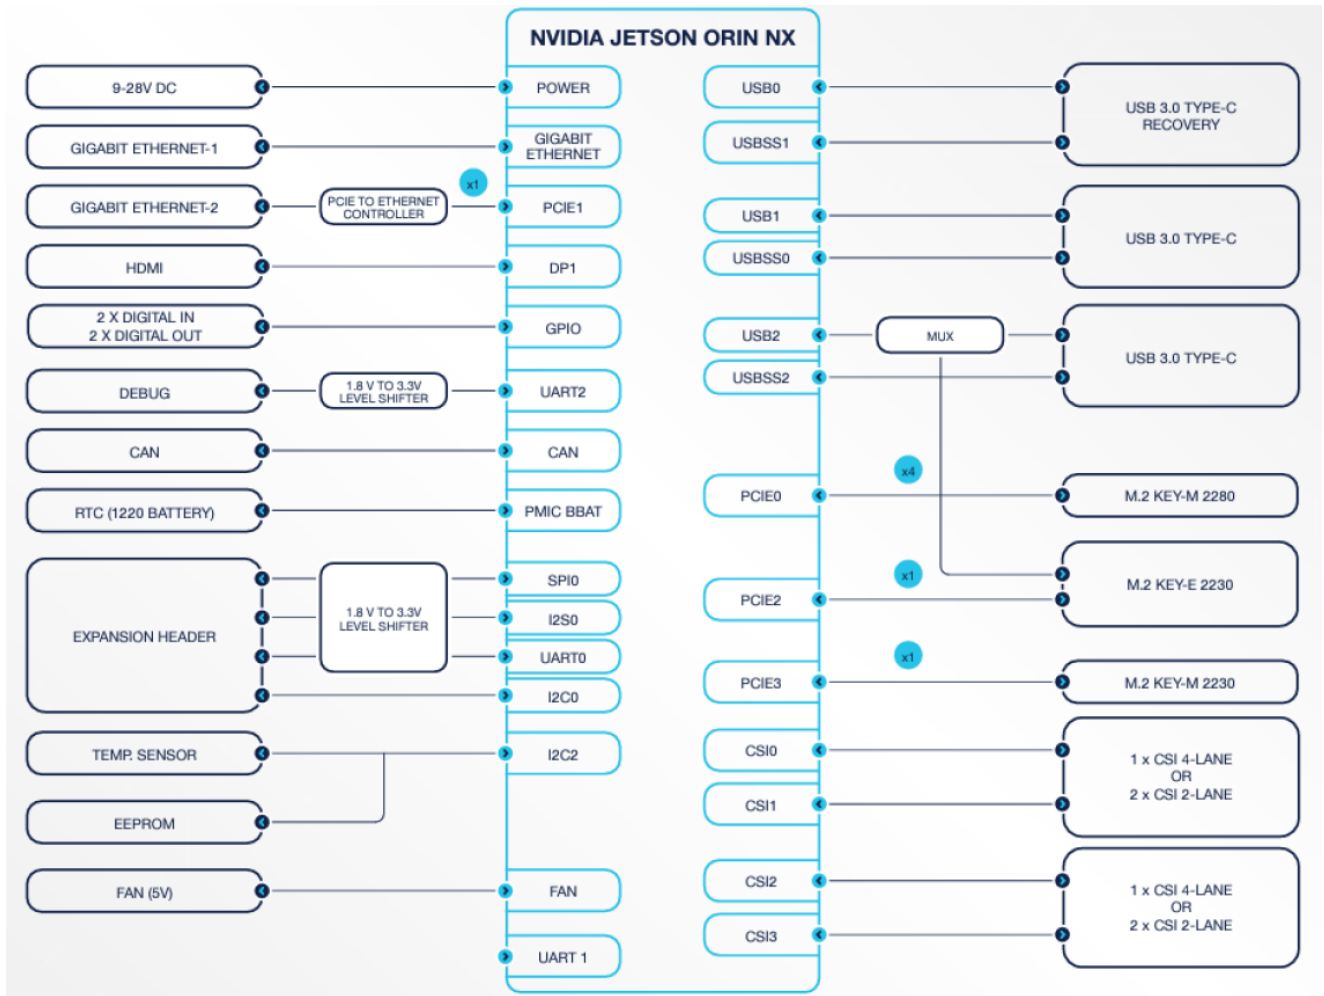 NVIDIA JETSON ORIN NX
9-28V DC
POWER
GIGABIT ETHERNET-1
GIGABIT
ETHERNET
GIGABIT ETHERNET-2
PCIE TO ETHERNET
CONTROLLER
x1
PCIE1
HDMI
DP1
2 X DIGITAL IN
2 X DIGITAL OUT
GPIO
DEBUG
1.8 V TO 3.3V
LEVEL SHIFTER
UART2
CAN
CAN
RTC (1220 BATTERY)
PMIC BBAT
EXPANSION HEADER
1.8 V TO 3.3V
LEVEL SHIFTER
SPI0
I2S0
UART0
I2C0
TEMP. SENSOR
I2C2
EEPROM
FAN (5V)
FAN
UART 1
USB0
USBSS1
USB 3.0 TYPE-C
RECOVERY
USB1
USBSS0
USB 3.0 TYPE-C
USB2
MUX
USBSS2
USB 3.0 TYPE-C
PCIE0
x4
M.2 KEY-M 2280
PCIE2
x1
M.2 KEY-E 2230
PCIE3
x1
M.2 KEY-M 2230
CSI0
CSI1
1 x CSI 4-LANE
OR
2 x CSI 2-LANE
CSI2
CSI3
1 x CSI 4-LANE
OR
2 x CSI 2-LANE